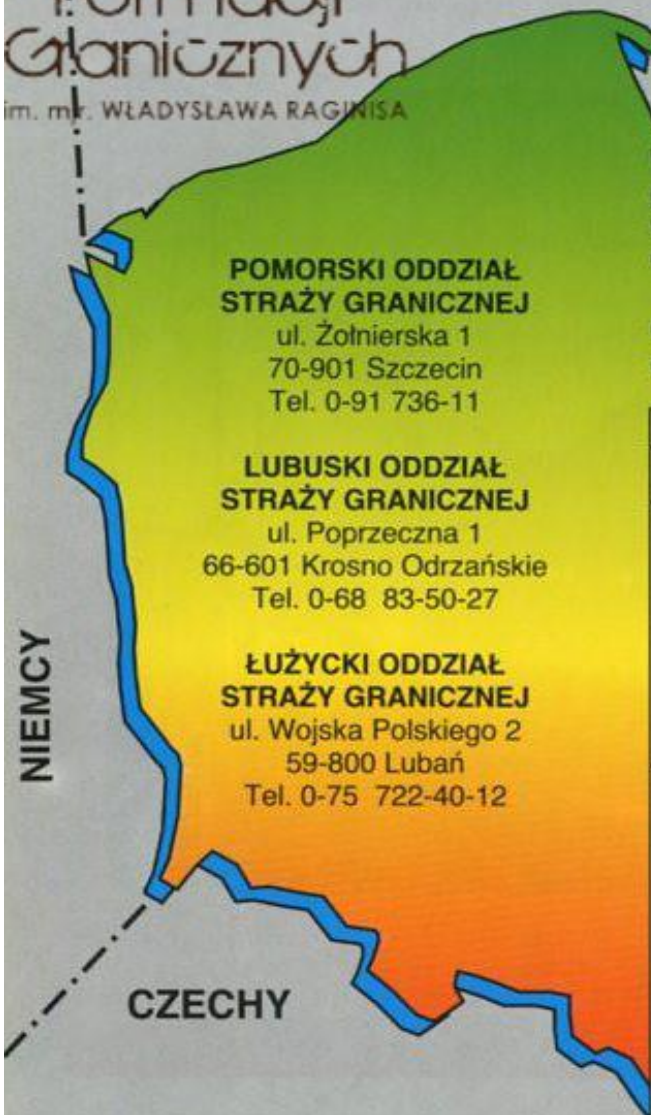 Formacji
Granicznych
im. mjr. WŁADYSŁAWA RAGINISA
POMORSKI ODDZIAŁ
STRAŻY GRANICZNEJ
ul. Żołnierska 1
70-901 Szczecin
Tel. 0-91 736-11
LUBUSKI ODDZIAŁ
STRAŻY GRANICZNEJ
ul. Poprzeczna 1
66-601 Krosno Odrzańskie
Tel. 0-68 83-50-27
ŁUŻYCKI ODDZIAŁ
STRAŻY GRANICZNEJ
ul. Wojska Polskiego 2
59-800 Lubań
Tel. 0-75 722-40-12
NIEMCY
CZECHY